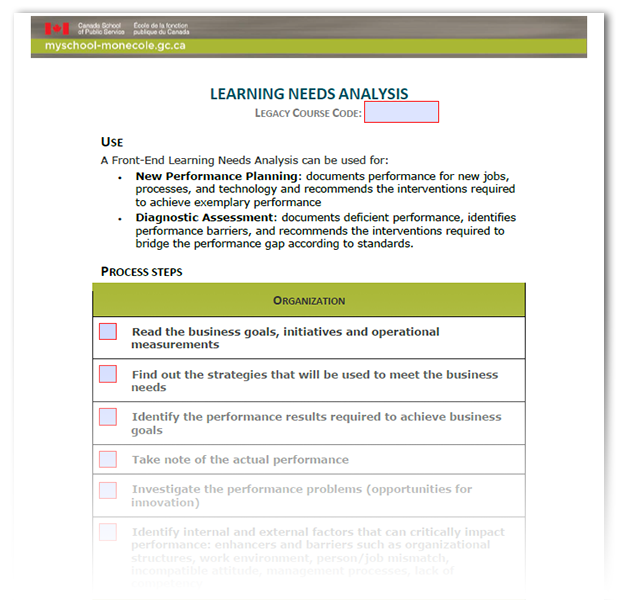 Canada School École de la fonction
of Public Service publique du Canada
myschool-monecole.gc.ca
LEARNING NEEDS ANALYSIS
LEGACY COURSE CODE:
USE
A Front-End Learning Needs Analysis can be used for:
• New Performance Planning: documents performance for new jobs,
processes, and technology and recommends the interventions required
to achieve exemplary performance
• Diagnostic Assessment: documents deficient performance, identifies
performance barriers, and recommends the interventions required to
bridge the performance gap according to standards.
PROCESS STEPS
ORGANIZATION
Read the business goals, initiatives and operational
measurements
Find out the strategies that will be used to meet the business
needs
Identify the performance results required to achieve business
goals
Take note of the actual performance
Investigate the performance problems (opportunities for
innovation)
Identify internal and external factors that can critically impact
performance: enhancers and barriers such as organizational
structures, work environment, person/job mismatch,
incompatible attitude, management processes, lack of